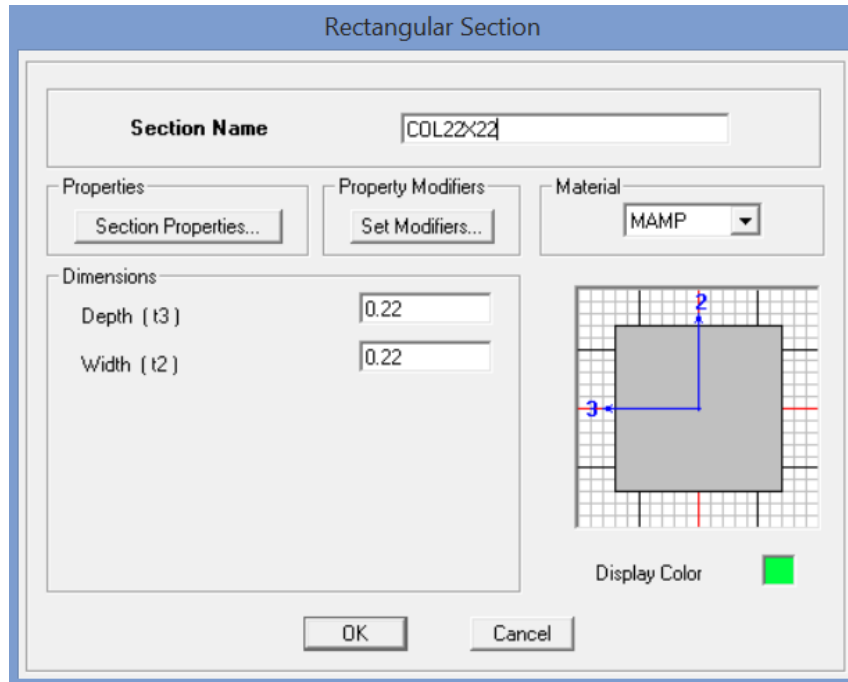 Rectangular Section
Section Name COL22X22
Properties Property Modifiers Material
Section Properties... Set Modifiers... MAMP
Dimensions
Depth ( t3 ) 0.22
Width ( t2 ) 0.22
2
3
Display Color
OK Cancel